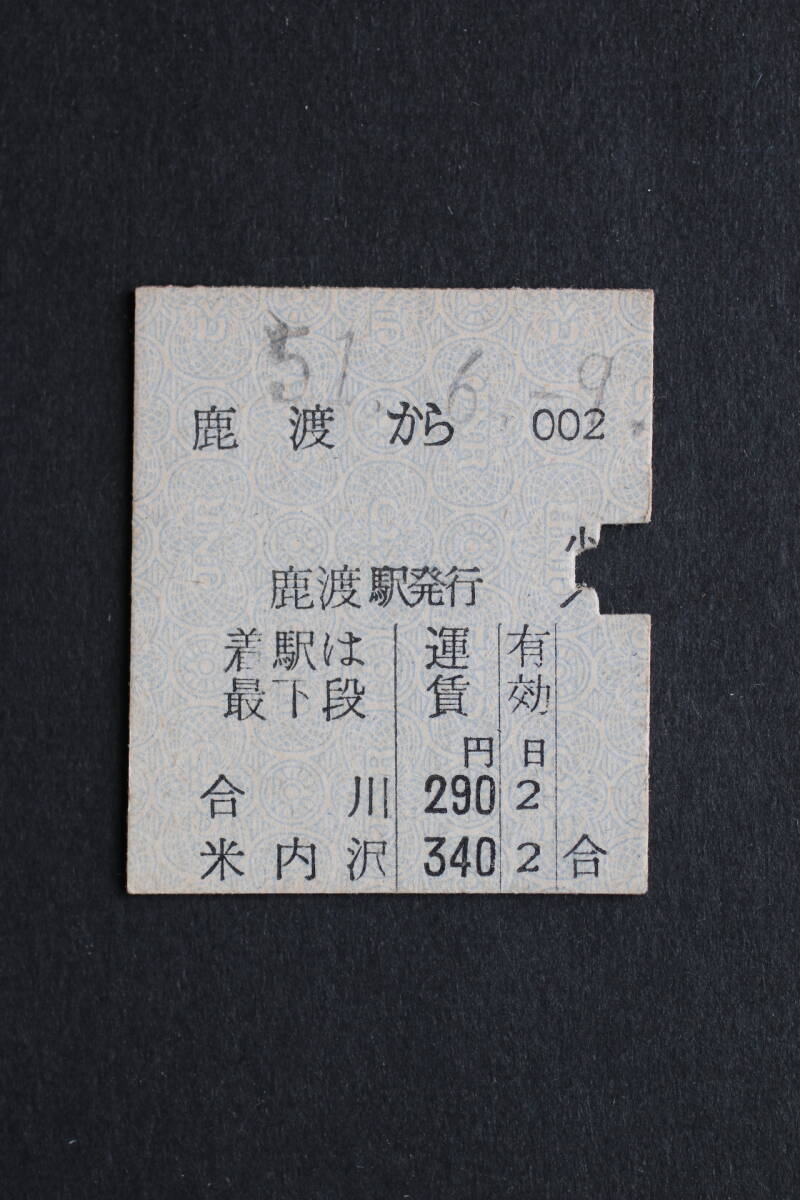 51.6.-9.
鹿渡から 002
小
鹿渡駅発行
着駅は 運 有
最下段 賃 効
円 日
合川 290 2
米内沢 340 2 合